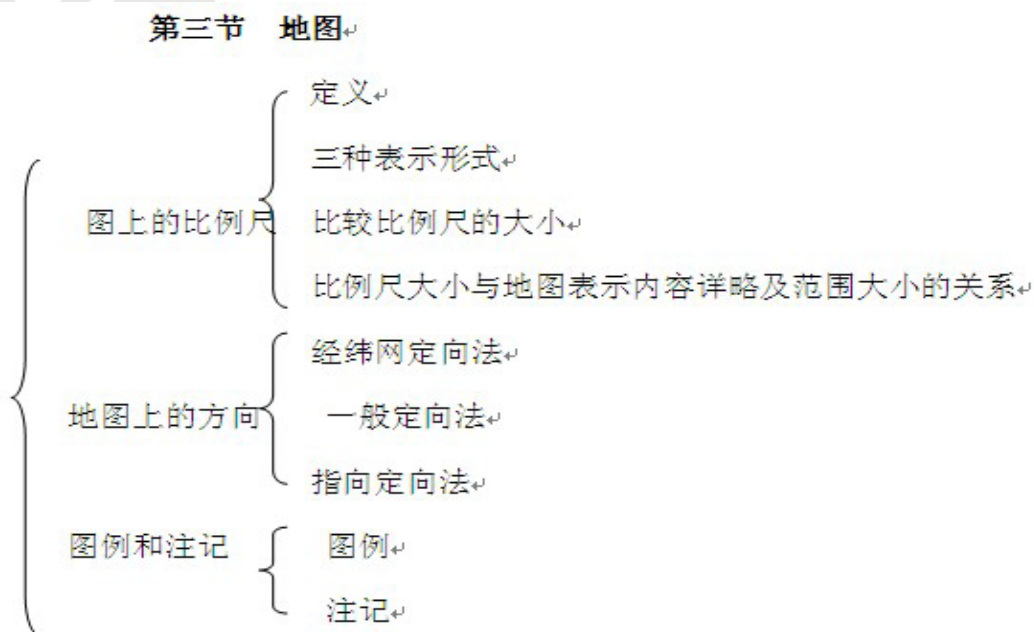 第三节 地图
定义
三种表示形式
图上的比例尺
比较比例尺的大小
比例尺大小与地图表示内容详略及范围大小的关系
经纬网定向法
地图上的方向
一般定向法
指向定向法
图例和注记
图例
注记